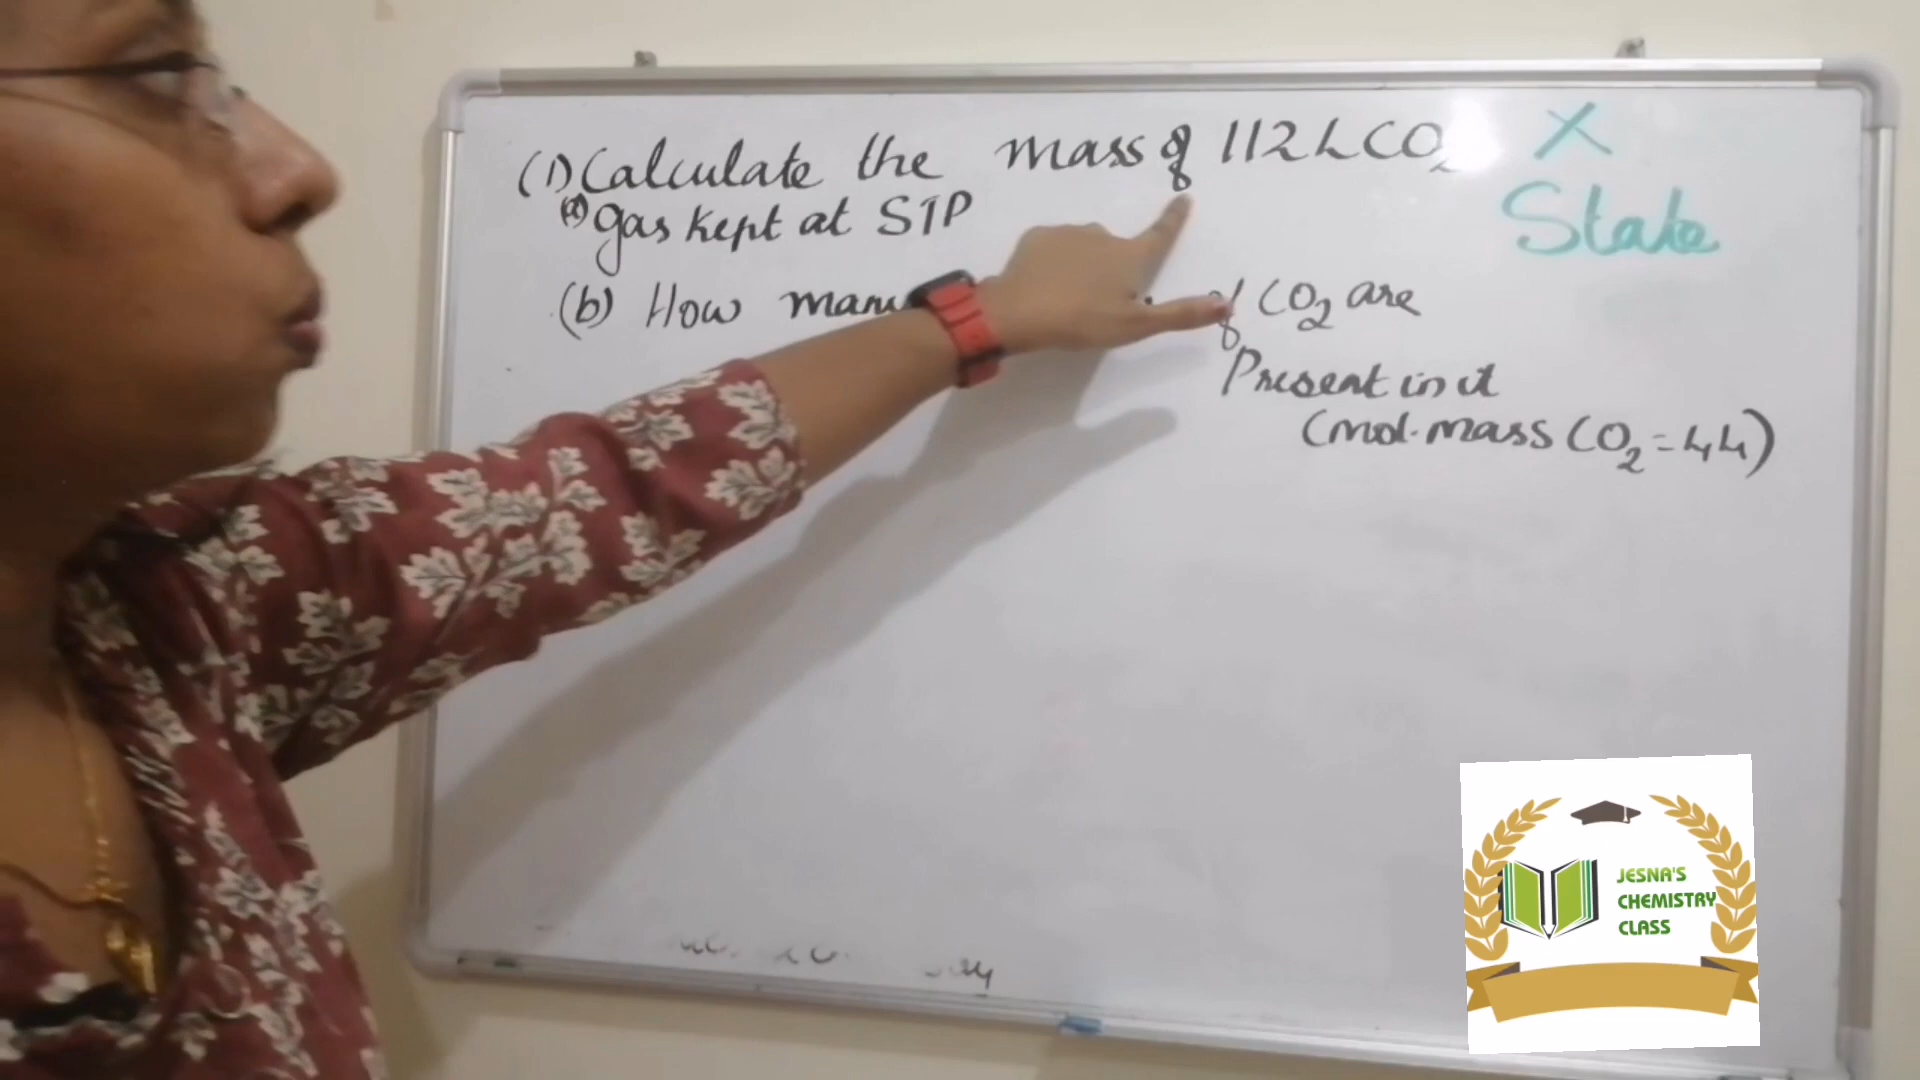 (1) Calculate the mass of 112 L CO2
(a) gas kept at STP
(b) How many of CO2 are
Present in it
(mol. mass CO2 = 44)
X
State
JESNA'S
CHEMISTRY
CLASS